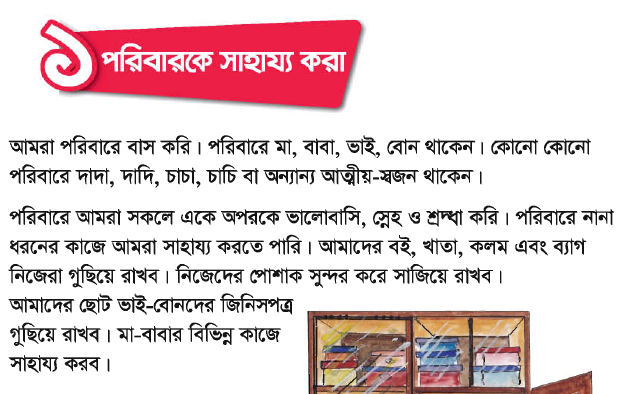 ১ পরিবারকে সাহায্য করা
আমরা পরিবারে বাস করি। পরিবারে মা, বাবা, ভাই, বোন থাকেন। কোনো কোনো
পরিবারে দাদা, দাদি, চাচা, চাচি বা অন্যান্য আত্মীয়-স্বজন থাকেন।
পরিবারে আমরা সকলে একে অপরকে ভালোবাসি, স্নেহ ও শ্রদ্ধা করি। পরিবারে নানা
ধরনের কাজে আমরা সাহায্য করতে পারি। আমাদের বই, খাতা, কলম এবং ব্যাগ
নিজেরা গুছিয়ে রাখব। নিজেদের পোশাক সুন্দর করে সাজিয়ে রাখব।
আমাদের ছোট ভাই-বোনদের জিনিসপত্র
গুছিয়ে রাখব। মা-বাবার বিভিন্ন কাজে
সাহায্য করব।